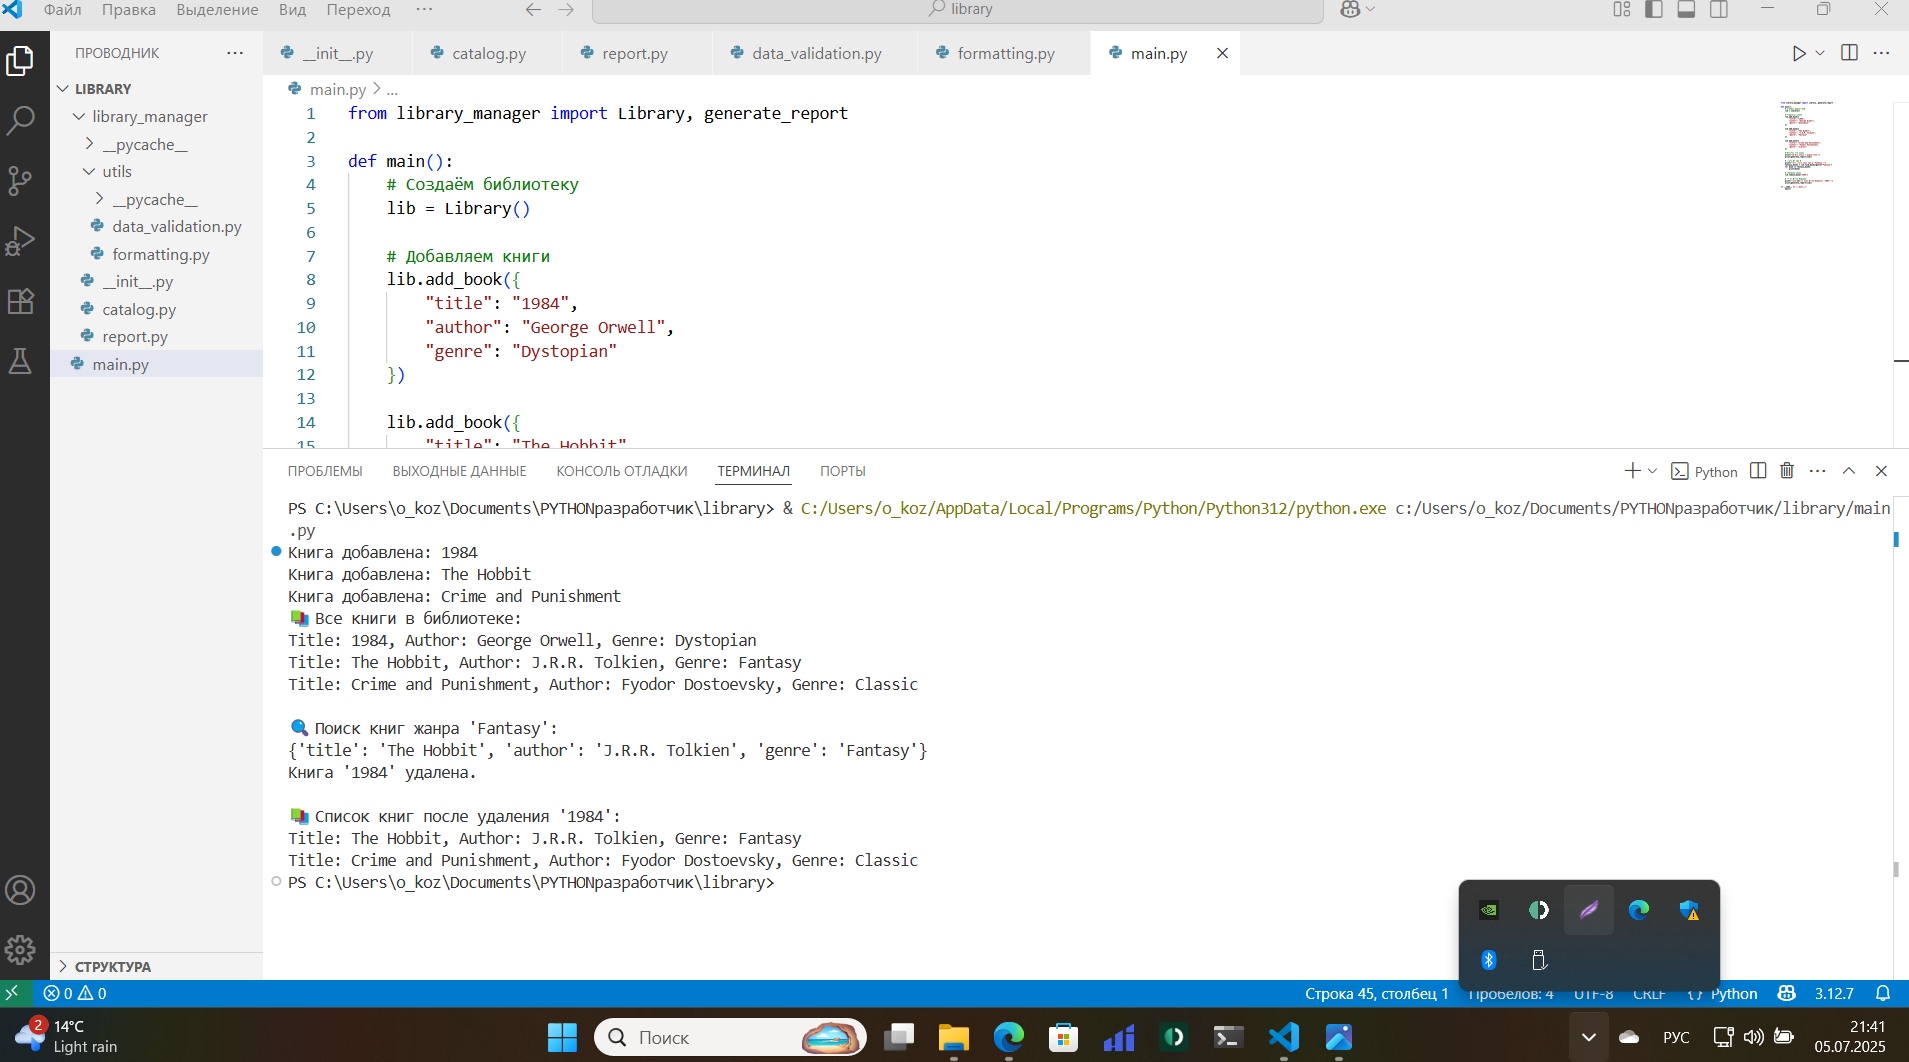 Файл Правка Выделение Вид Переход ··· library
ПРОВОДНИК ···
LIBRARY
library_manager
__pycache__
utils
__pycache__
data_validation.py
formatting.py
__init__.py
catalog.py
report.py
main.py
СТРУКТУРА
__init__.py catalog.py report.py data_validation.py formatting.py main.py
main.py > ...
1 from library_manager import Library, generate_report
2
3 def main():
4 # Создаём библиотеку
5 lib = Library()
6
7 # Добавляем книги
8 lib.add_book({
9 "title": "1984",
10 "author": "George Orwell",
11 "genre": "Dystopian"
12 })
13
14 lib.add_book({
15 "title": "The Hobbit"
ПРОБЛЕМЫ ВЫХОДНЫЕ ДАННЫЕ КОНСОЛЬ ОТЛАДКИ ТЕРМИНАЛ ПОРТЫ Python
PS C:\Users\o_koz\Documents\PYTHONразработчик\library> & C:/Users/o_koz/AppData/Local/Programs/Python/Python312/python.exe c:/Users/o_koz/Documents/PYTHONразработчик/library/main
.py
Книга добавлена: 1984
Книга добавлена: The Hobbit
Книга добавлена: Crime and Punishment
📚 Все книги в библиотеке:
Title: 1984, Author: George Orwell, Genre: Dystopian
Title: The Hobbit, Author: J.R.R. Tolkien, Genre: Fantasy
Title: Crime and Punishment, Author: Fyodor Dostoevsky, Genre: Classic
🔍 Поиск книг жанра 'Fantasy':
{'title': 'The Hobbit', 'author': 'J.R.R. Tolkien', 'genre': 'Fantasy'}
Книга '1984' удалена.
📚 Список книг после удаления '1984':
Title: The Hobbit, Author: J.R.R. Tolkien, Genre: Fantasy
Title: Crime and Punishment, Author: Fyodor Dostoevsky, Genre: Classic
PS C:\Users\o_koz\Documents\PYTHONразработчик\library>
0 0 Строка 45, столбец 1 Пробелов: 4 UTF-8 CRLF {} Python 3.12.7
2 14°C
Light rain
Поиск
РУС
21:41
05.07.2025